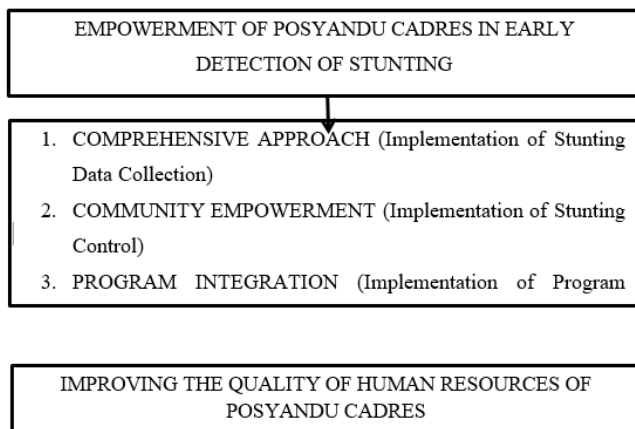 EMPOWERMENT OF POSYANDU CADRES IN EARLY
DETECTION OF STUNTING
1. COMPREHENSIVE APPROACH (Implementation of Stunting
Data Collection)
2. COMMUNITY EMPOWERMENT (Implementation of Stunting
Control)
3. PROGRAM INTEGRATION (Implementation of Program
IMPROVING THE QUALITY OF HUMAN RESOURCES OF
POSYANDU CADRES